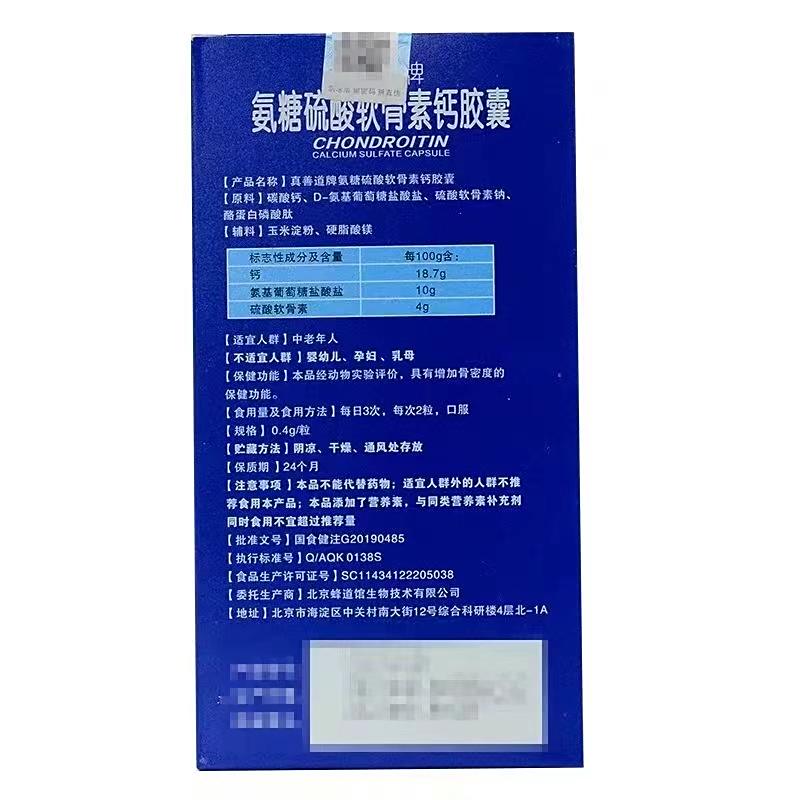 牌
氨糖硫酸软骨素钙胶囊
CHONDROITIN
CALCIUM SULFATE CAPSULE
【产品名称】真善道牌氨糖硫酸软骨素钙胶囊
【原料】碳酸钙、D-氨基葡萄糖盐酸盐、硫酸软骨素钠、
酪蛋白磷酸肽
【辅料】玉米淀粉、硬脂酸镁
标志性成分及含量 每100g含:
钙 18.7g
氨基葡萄糖盐酸盐 10g
硫酸软骨素 4g
【适宜人群】中老年人
【不适宜人群】婴幼儿、孕妇、乳母
【保健功能】本品经动物实验评价，具有增加骨密度的
保健功能。
【食用量及食用方法】每日3次，每次2粒，口服
【规格】0.4g/粒
【贮藏方法】阴凉、干燥、通风处存放
【保质期】24个月
【注意事项】本品不能代替药物；适宜人群外的人群不推
荐食用本产品；本品添加了营养素，与同类营养素补充剂
同时食用不宜超过推荐量
【批准文号】国食健注G20190485
【执行标准号】Q/AQK 0138S
【食品生产许可证号】SC11434122205038
【委托生产商】北京蜂道馆生物技术有限公司
【地址】北京市海淀区中关村南大街12号综合科研楼4层北-1A